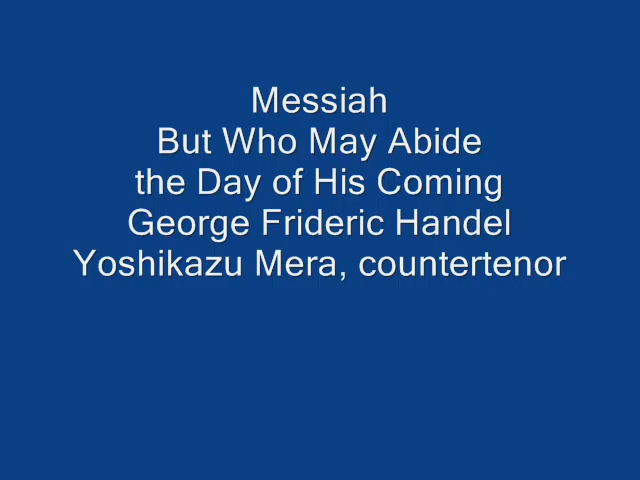 Messiah
But Who May Abide
the Day of His Coming
George Frideric Handel
Yoshikazu Mera, countertenor